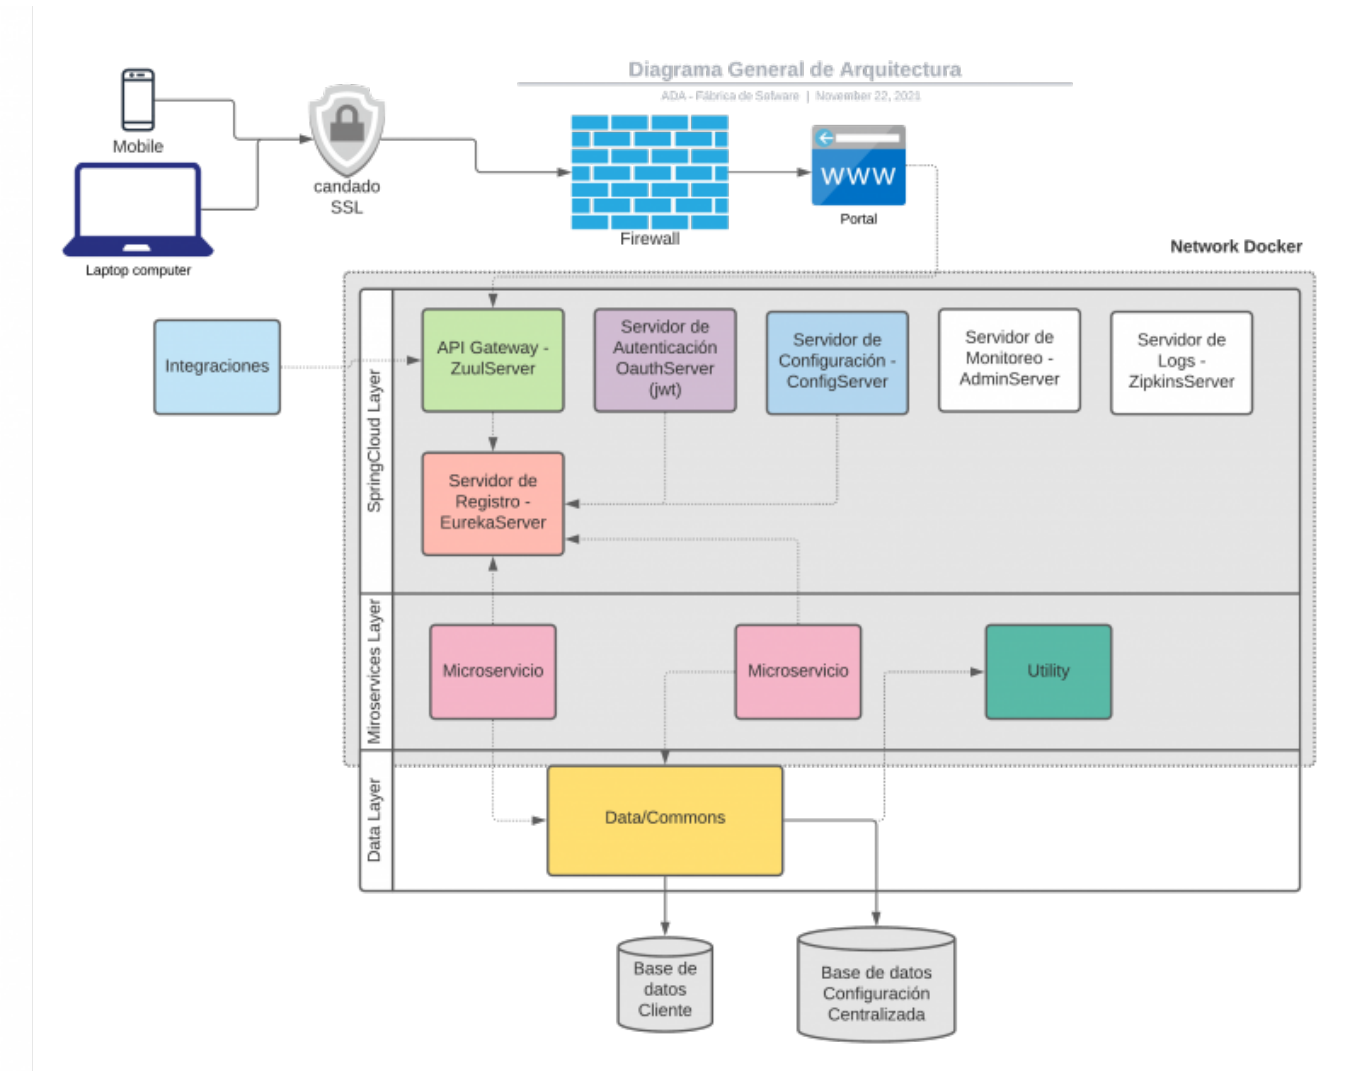 Diagrama General de Arquitectura
ADA - Fábrica de Sofware | November 22, 2021
Mobile
Laptop computer
candado
SSL
Firewall
WWW
Portal
Network Docker
Integraciones
SpringCloud Layer
API Gateway -
ZuulServer
Servidor de
Autenticación
OauthServer
(jwt)
Servidor de
Configuración -
ConfigServer
Servidor de
Monitoreo -
AdminServer
Servidor de
Logs -
ZipkinsServer
Servidor de
Registro -
EurekaServer
Miroservices Layer
Microservicio
Microservicio
Utility
Data Layer
Data/Commons
Base de
datos
Cliente
Base de datos
Configuración
Centralizada